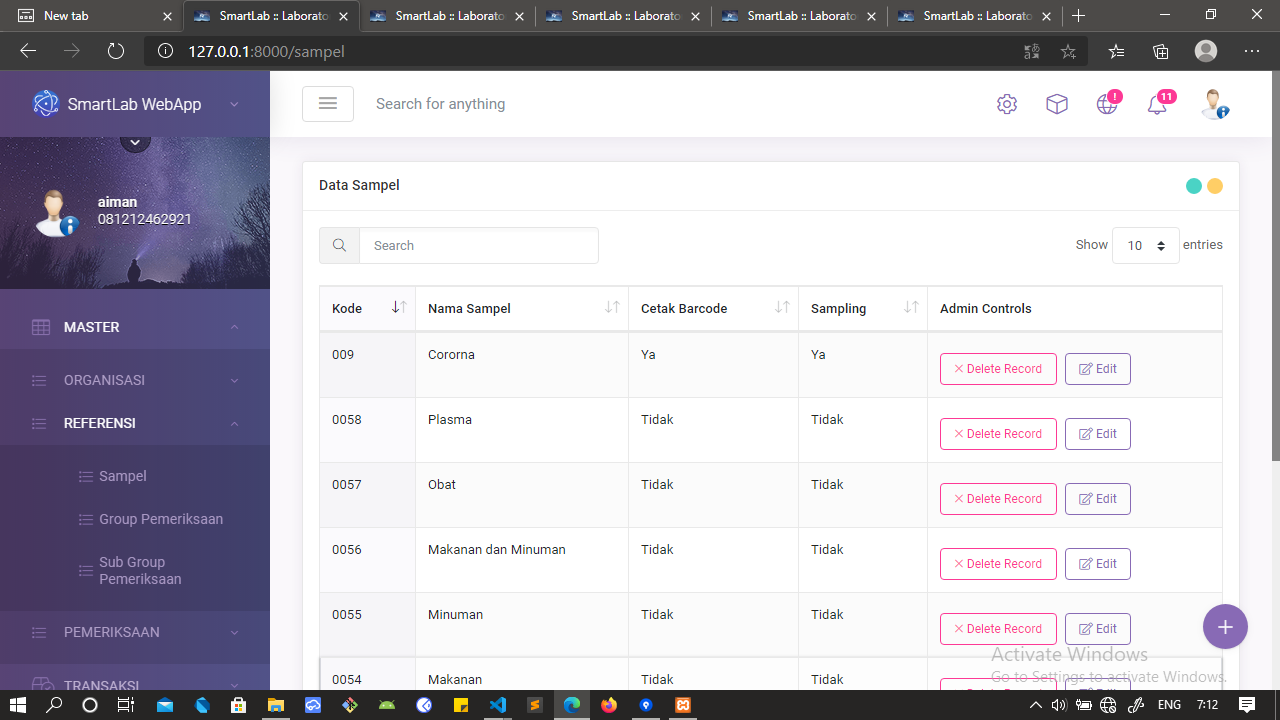 New tab
SmartLab :: Laborato
SmartLab :: Laborato
SmartLab :: Laborato
SmartLab :: Laborato
SmartLab :: Laborato
127.0.0.1:8000/sampel
SmartLab WebApp
Search for anything
!
11
aiman
081212462921
MASTER
ORGANISASI
REFERENSI
Sampel
Group Pemeriksaan
Sub Group
Pemeriksaan
PEMERIKSAAN
TRANSAKSI
Data Sampel
Search
Show 10 entries
Kode Nama Sampel Cetak Barcode Sampling Admin Controls
009 Cororna Ya Ya Delete Record Edit
0058 Plasma Tidak Tidak Delete Record Edit
0057 Obat Tidak Tidak Delete Record Edit
0056 Makanan dan Minuman Tidak Tidak Delete Record Edit
0055 Minuman Tidak Tidak Delete Record Edit
0054 Makanan Tidak Tidak
Activate Windows
Go to Settings to activate Windows.
ENG 7:12